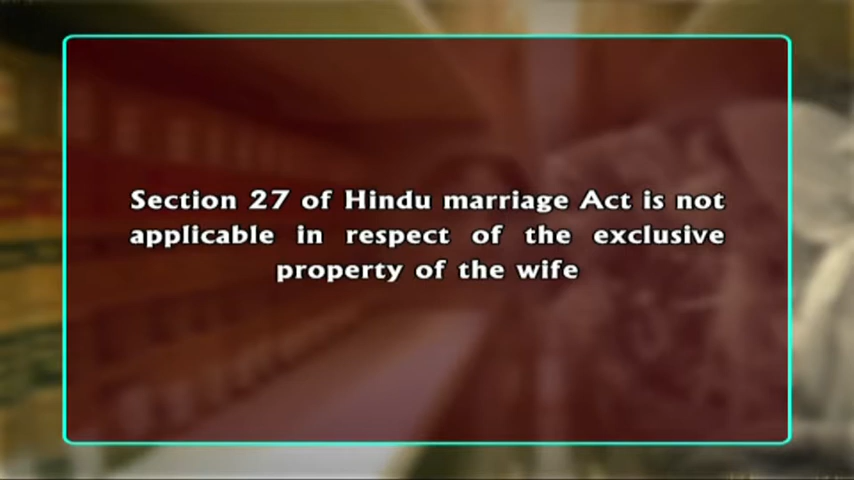 Section 27 of Hindu marriage Act is not
applicable in respect of the exclusive
property of the wife